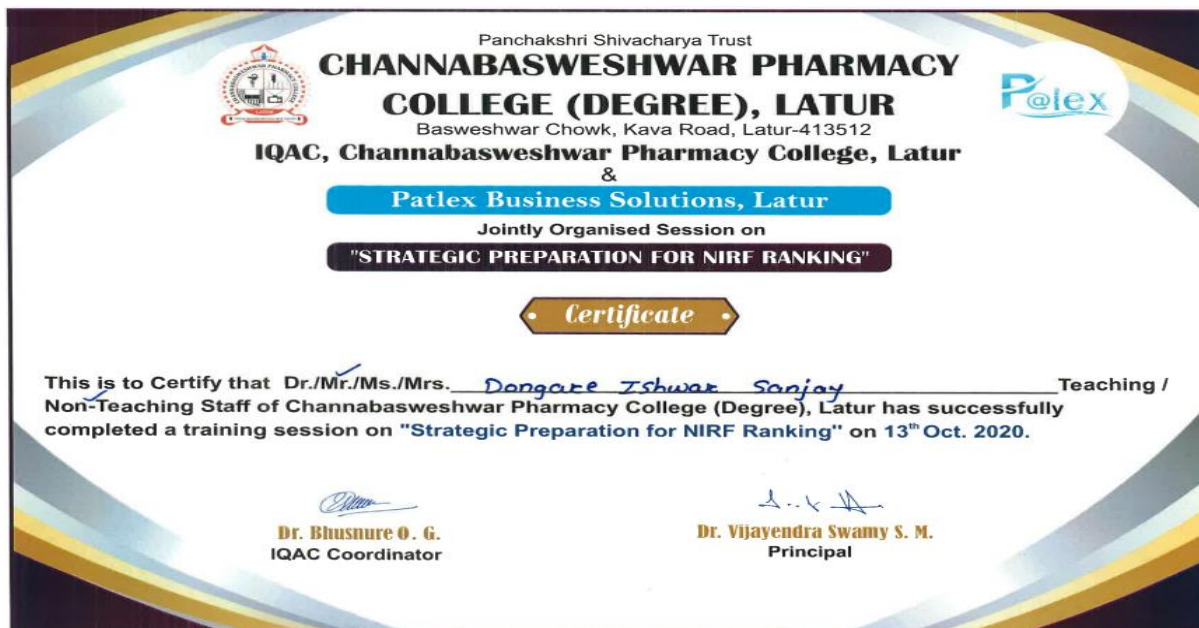 Panchakshri Shivacharya Trust
CHANNABASWESHWAR PHARMACY
COLLEGE (DEGREE), LATUR
Basweshwar Chowk, Kava Road, Latur-413512
IQAC, Channabasweshwar Pharmacy College, Latur
&
Patlex Business Solutions, Latur
Jointly Organised Session on
"STRATEGIC PREPARATION FOR NIRF RANKING"
Certificate
This is to Certify that Dr./Mr./Ms./Mrs. Dongare Ishwar Sanjay Teaching /
Non-Teaching Staff of Channabasweshwar Pharmacy College (Degree), Latur has successfully
completed a training session on "Strategic Preparation for NIRF Ranking" on 13th Oct. 2020.
Dr. Bhusnure O. G.
IQAC Coordinator
Dr. Vijayendra Swamy S. M.
Principal